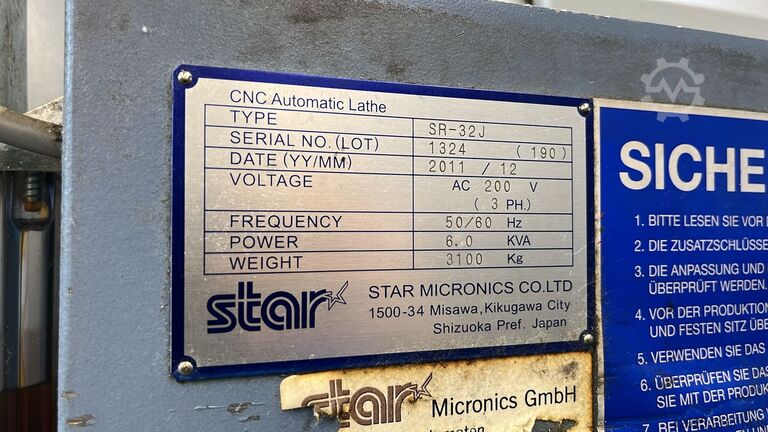 CNC Automatic Lathe
TYPE SR-32J
SERIAL NO.(LOT) 1324 (190)
DATE (YY/MM) 2011 / 12
VOLTAGE AC 200 V
( 3 PH.)
FREQUENCY 50/60 Hz
POWER 6.0 KVA
WEIGHT 3100 Kg
star
STAR MICRONICS CO.LTD
1500-34 Misawa,Kikugawa City
Shizuoka Pref. Japan
star Micronics GmbH
SICHE
1. BITTE LESEN SIE VOR
2. DIE ZUSATZSCHLÜSSE
3. DIE ANPASSUNG UND
ÜBERPRÜFT WERDEN.
4. VOR DER PRODUKTION
UND FESTEN SITZ ÜB
5. VERWENDEN SIE DAS
6. ÜBERPRÜFEN SIE DAS
SIE MIT DER PRODUK
7. BEI VERARBEITUNG